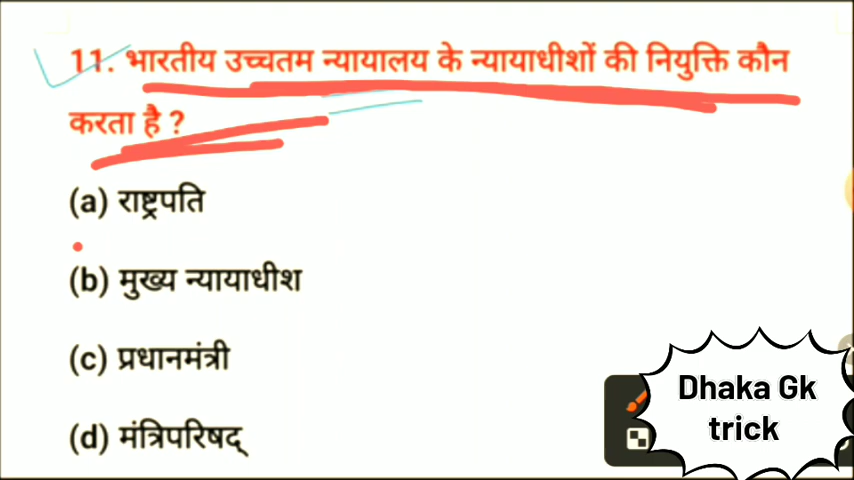 11. भारतीय उच्चतम न्यायालय के न्यायाधीशों की नियुक्ति कौन
करता है ?
(a) राष्ट्रपति
(b) मुख्य न्यायाधीश
(c) प्रधानमंत्री
(d) मंत्रिपरिषद्
Dhaka Gk
trick